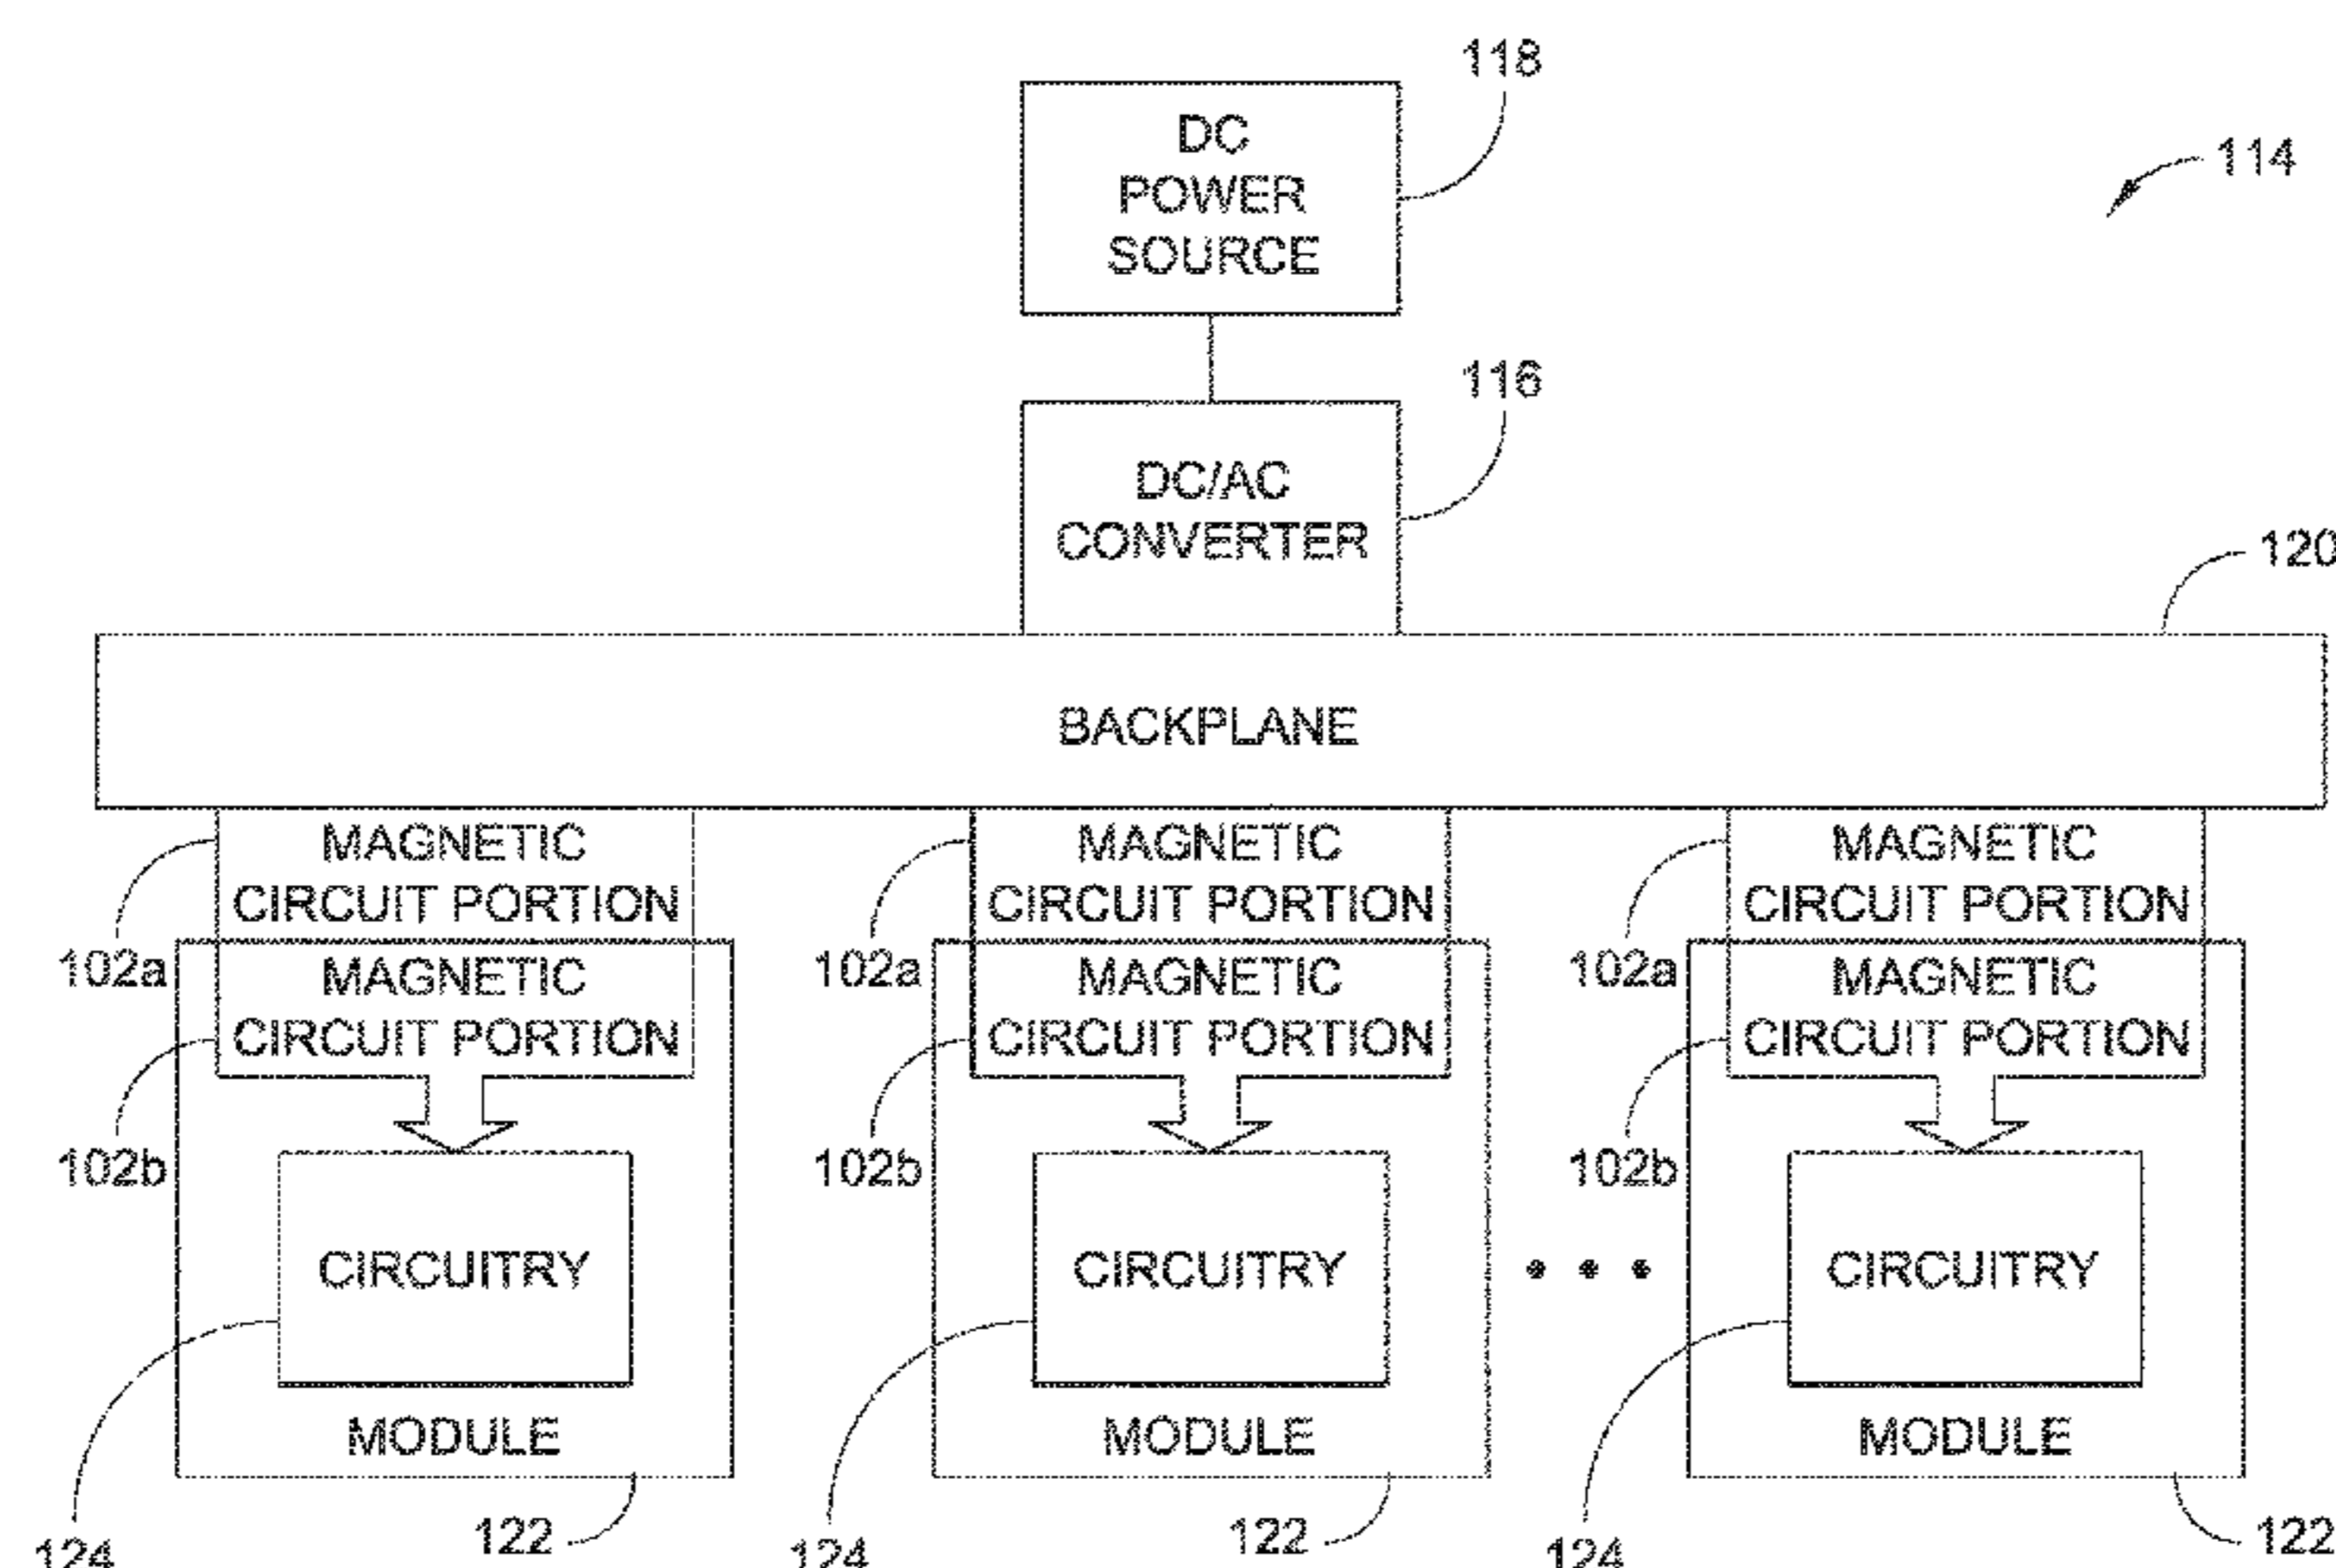 118
DC
POWER
SOURCE
114
116
DC/AC
CONVERTER
120
BACKPLANE
MAGNETIC
CIRCUIT PORTION
MAGNETIC
CIRCUIT PORTION
MAGNETIC
CIRCUIT PORTION
102a
102a
102a
MAGNETIC
CIRCUIT PORTION
MAGNETIC
CIRCUIT PORTION
MAGNETIC
CIRCUIT PORTION
102b
102b
102b
CIRCUITRY
CIRCUITRY
• • •
CIRCUITRY
MODULE
MODULE
MODULE
124
122
124
122
124
122